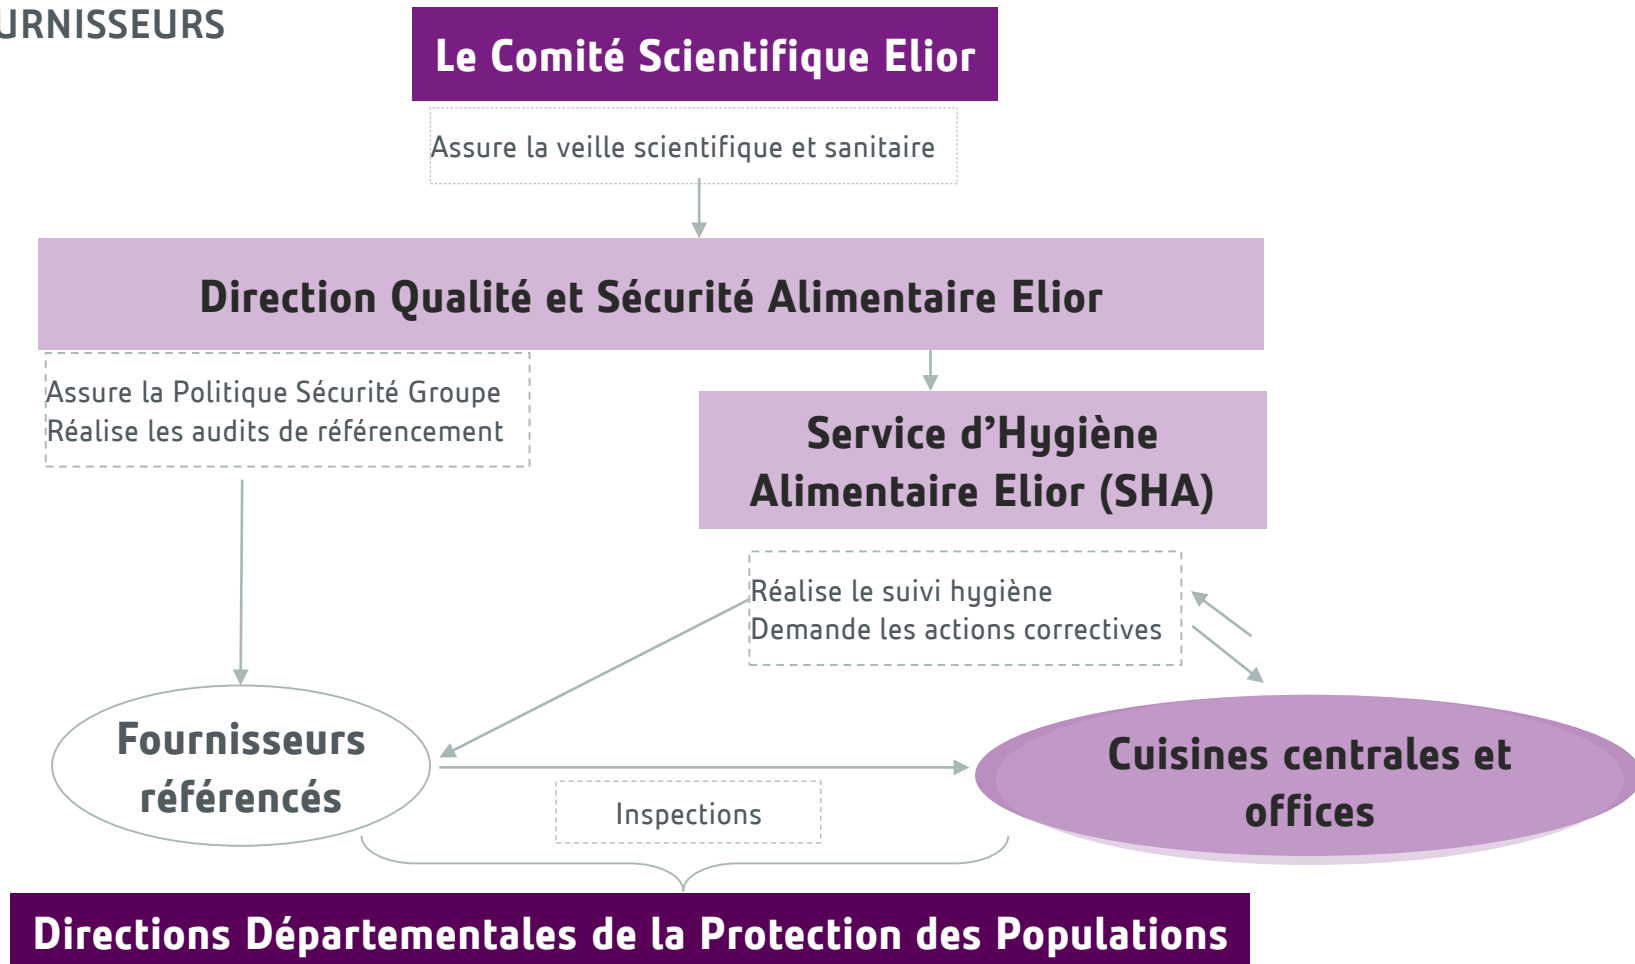 URNISSEURS
Le Comité Scientifique Elior
Assure la veille scientifique et sanitaire
Direction Qualité et Sécurité Alimentaire Elior
Assure la Politique Sécurité Groupe
Réalise les audits de référencement
Service d’Hygiène
Alimentaire Elior (SHA)
Réalise le suivi hygiène
Demande les actions correctives
Fournisseurs
référencés
Cuisines centrales et
offices
Inspections
Directions Départementales de la Protection des Populations